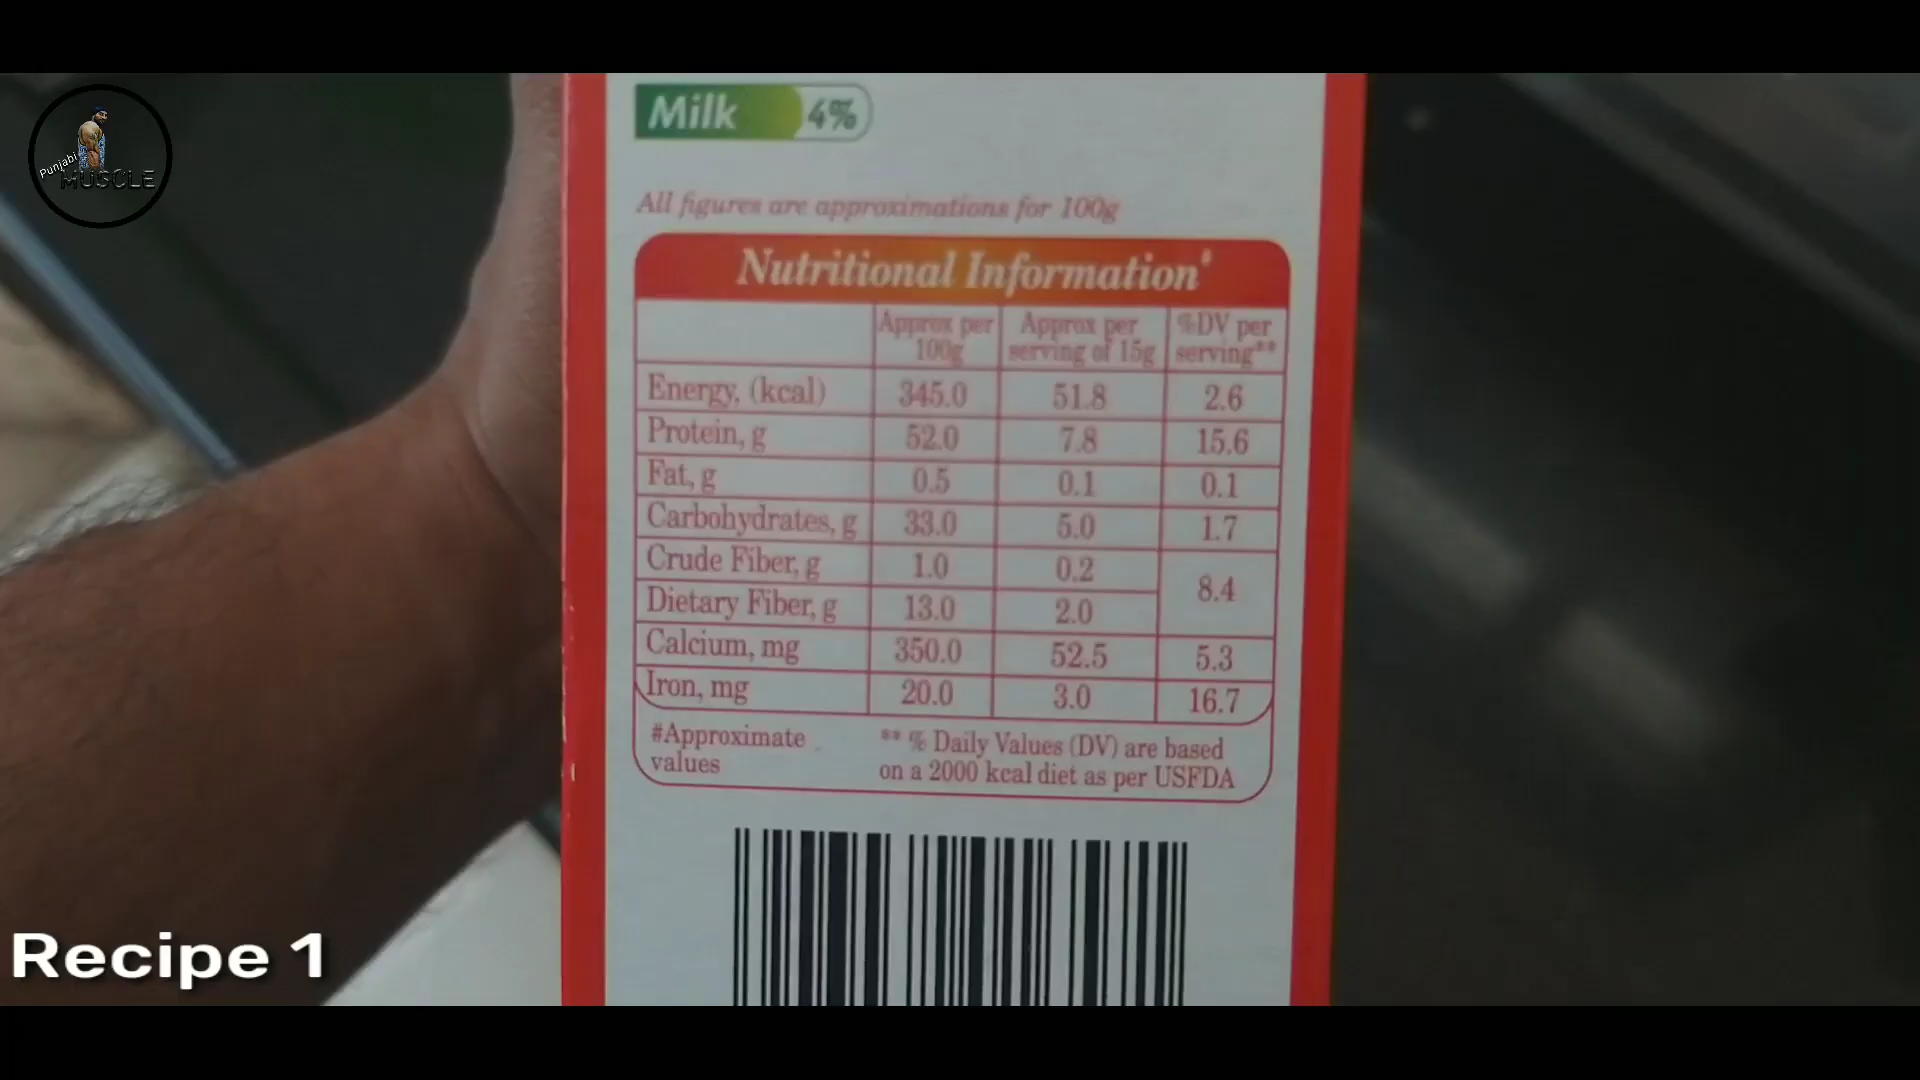 Punjabi
MUSCLE
Milk 4%
All figures are approximations for 100g
Nutritional Information#
Approx per 100g Approx per serving of 15g %DV per serving**
Energy, (kcal) 345.0 51.8 2.6
Protein, g 52.0 7.8 15.6
Fat, g 0.5 0.1 0.1
Carbohydrates, g 33.0 5.0 1.7
Crude Fiber, g 1.0 0.2 8.4
Dietary Fiber, g 13.0 2.0
Calcium, mg 350.0 52.5 5.3
Iron, mg 20.0 3.0 16.7
#Approximate values
** % Daily Values (DV) are based
on a 2000 kcal diet as per USFDA
Recipe 1